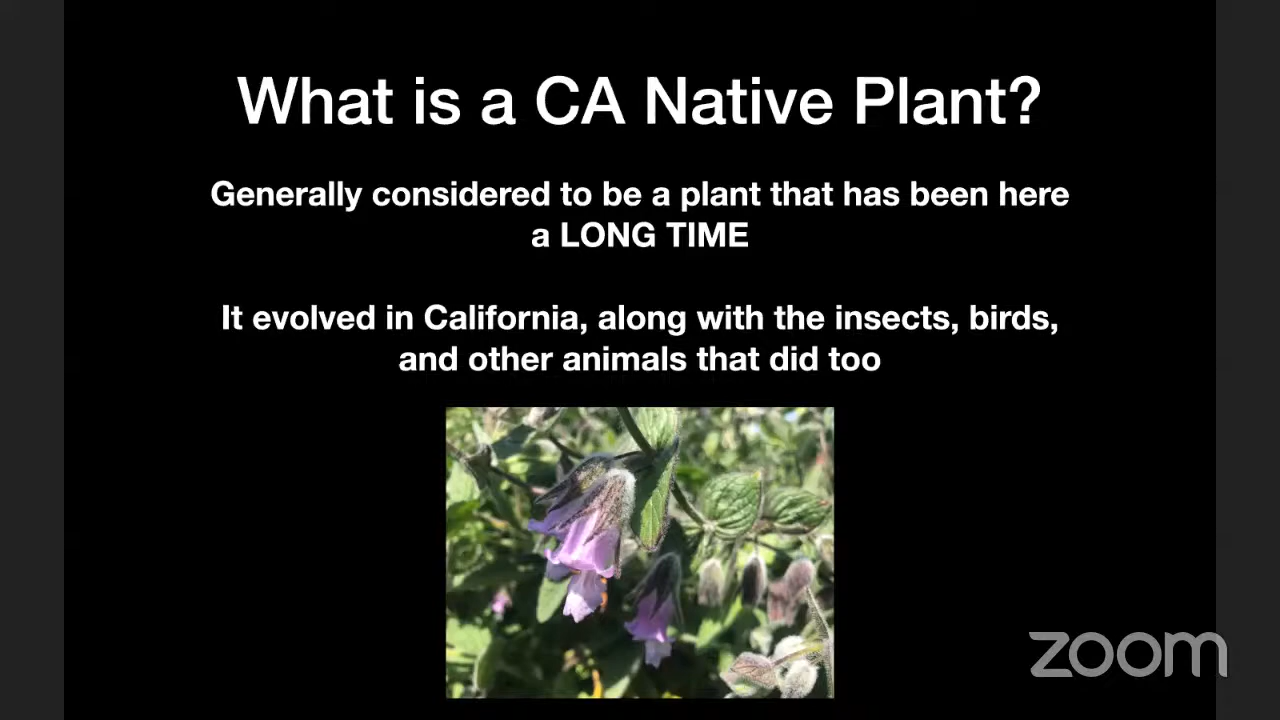 What is a CA Native Plant?
Generally considered to be a plant that has been here
a LONG TIME
It evolved in California, along with the insects, birds,
and other animals that did too
zoom